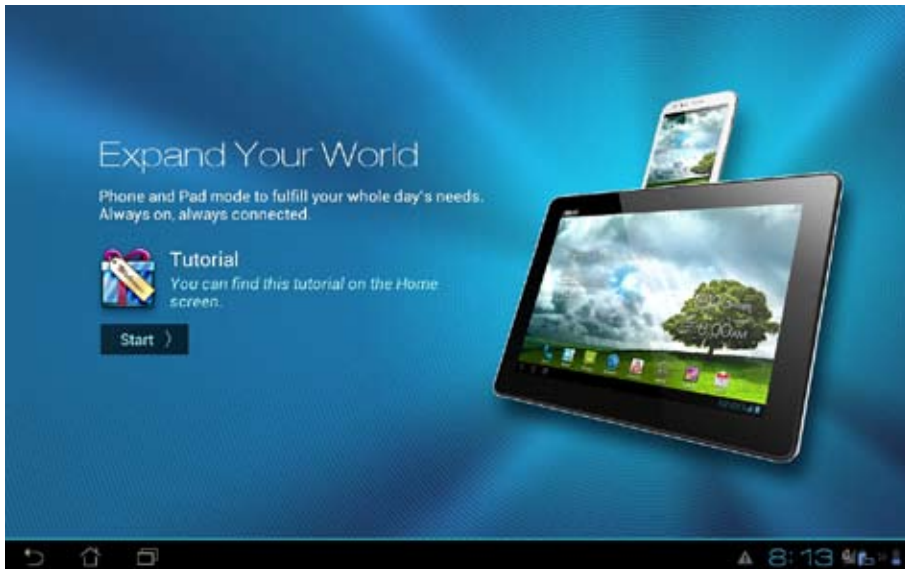 Expand Your World
Phone and Pad mode to fulfill your whole day's needs.
Always on, always connected.
Tutorial
You can find this tutorial on the Home
screen.
Start
8:13